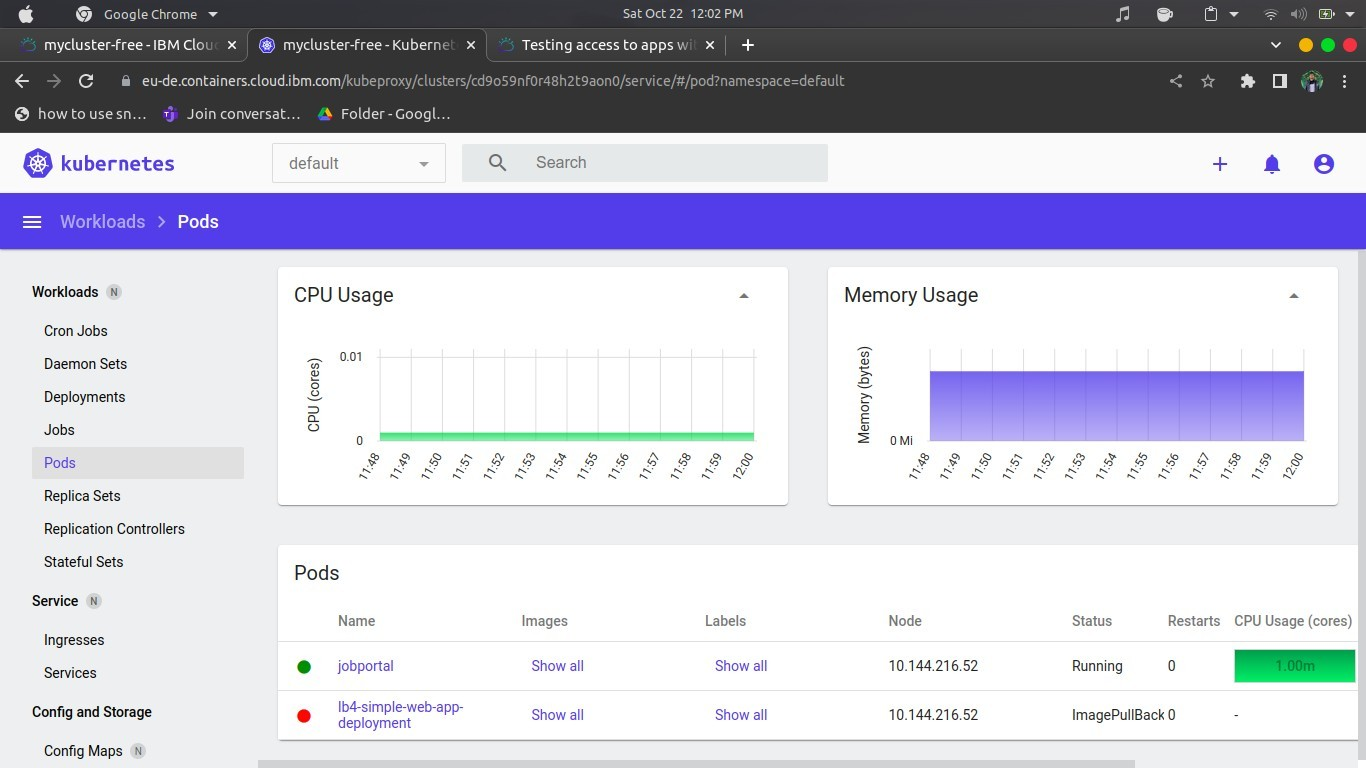 Google Chrome
Sat Oct 22 12:02 PM
mycluster-free - IBM Clou
mycluster-free - Kubernet
Testing access to apps wi
eu-de.containers.cloud.ibm.com/kubeproxy/clusters/cd9o59nf0r48h2t9aon0/service/#/pod?namespace=default
how to use sn...
Join conversat...
Folder - Googl...
kubernetes
default
Search
Workloads
Pods
Workloads N
Cron Jobs
Daemon Sets
Deployments
Jobs
Pods
Replica Sets
Replication Controllers
Stateful Sets
Service N
Ingresses
Services
Config and Storage
Config Maps N
CPU Usage
CPU (cores)
0.01
0
11:48 11:49 11:50 11:51 11:52 11:53 11:54 11:55 11:56 11:57 11:58 11:59 12:00
Memory Usage
Memory (bytes)
0 Mi
11:48 11:49 11:50 11:51 11:52 11:53 11:54 11:55 11:56 11:57 11:58 11:59 12:00
Pods
Name Images Labels Node Status Restarts CPU Usage (cores)
jobportal Show all Show all 10.144.216.52 Running 0 1.00m
lb4-simple-web-app-
deployment Show all Show all 10.144.216.52 ImagePullBack 0 -